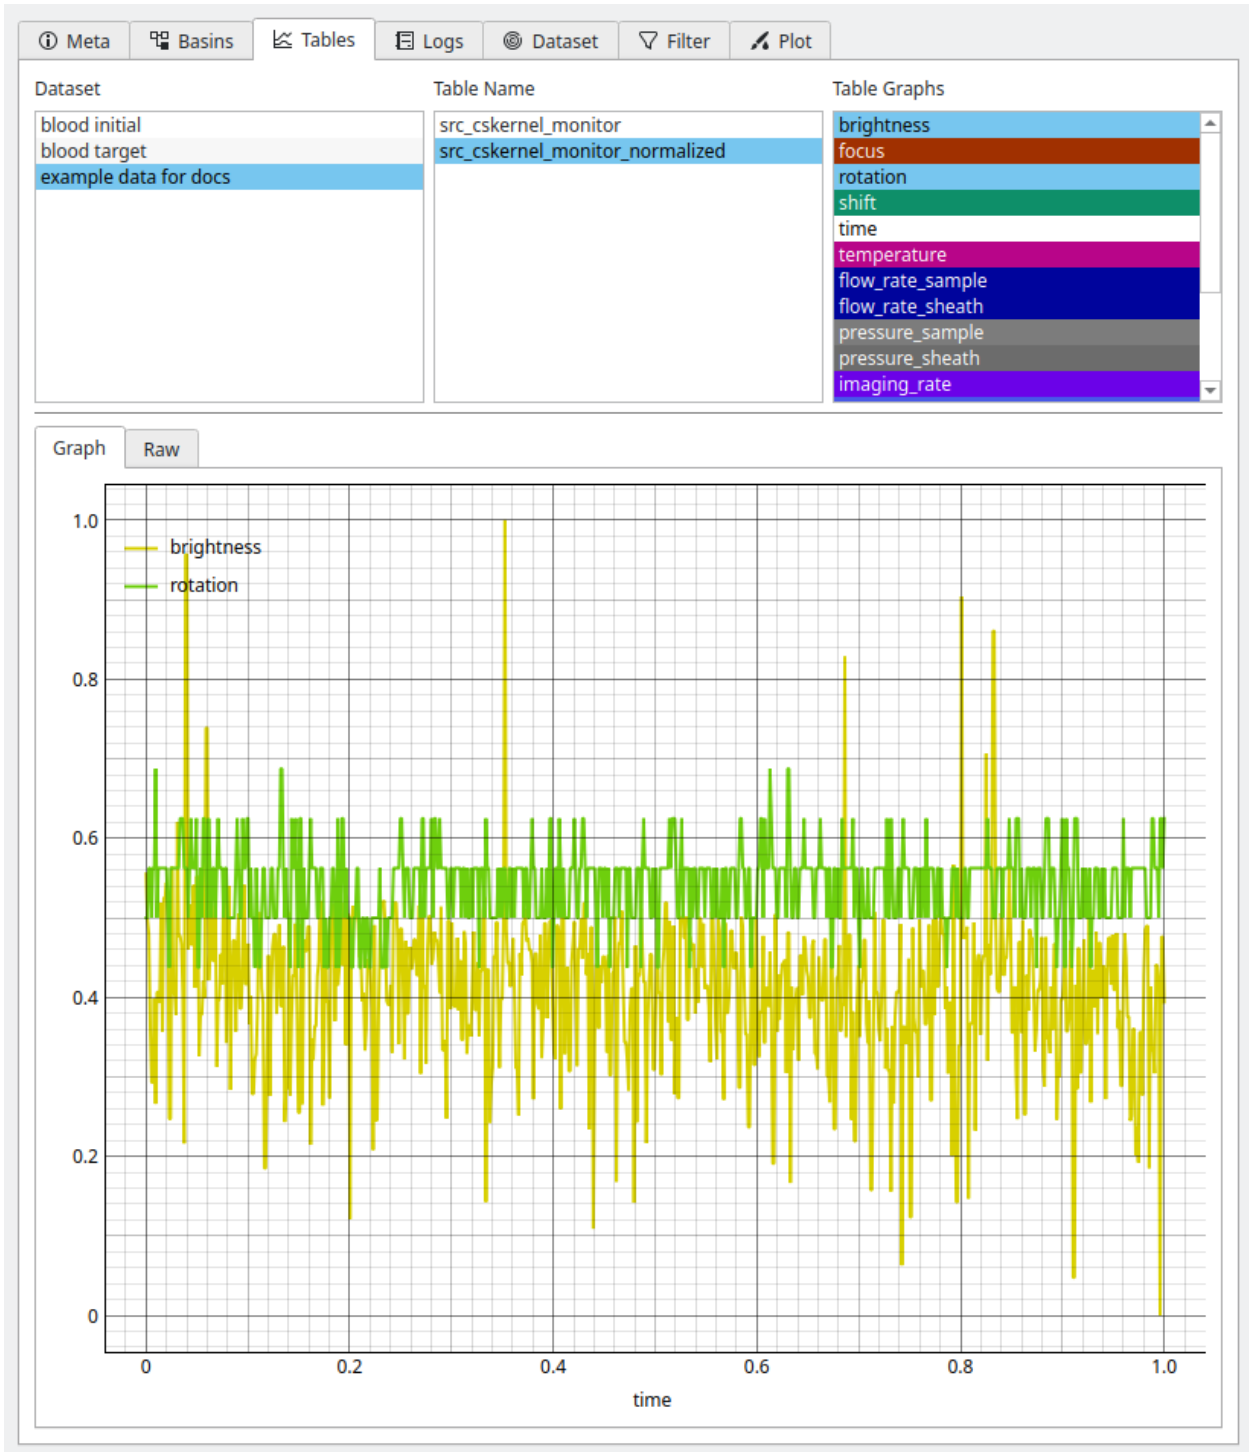 Meta Basins Tables Logs Dataset Filter Plot
Dataset Table Name Table Graphs
blood initial
blood target
example data for docs
src_cskernel_monitor
src_cskernel_monitor_normalized
brightness
focus
rotation
shift
time
temperature
flow_rate_sample
flow_rate_sheath
pressure_sample
pressure_sheath
imaging_rate
Graph Raw
brightness
rotation
1.0
0.8
0.6
0.4
0.2
0
0 0.2 0.4 0.6 0.8 1.0
time